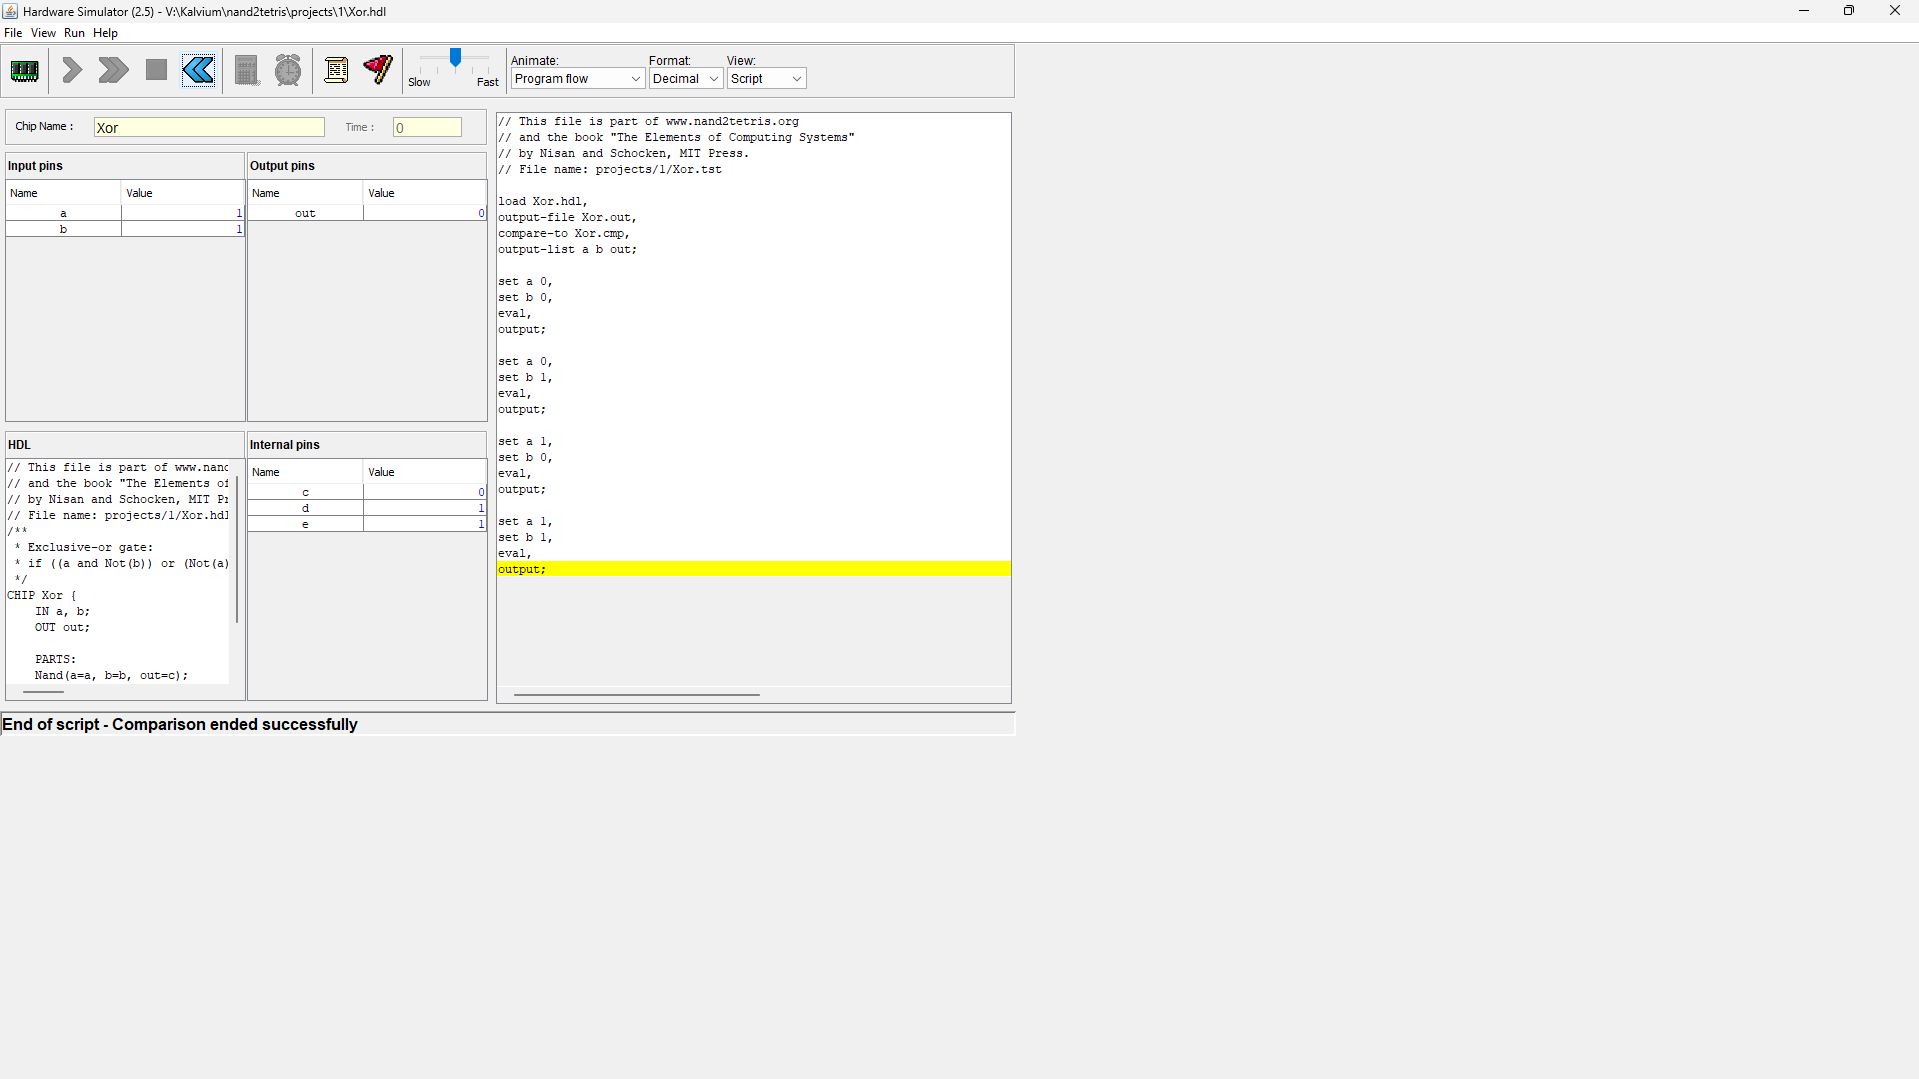 Hardware Simulator (2.5) - V:\Kalvium\nand2tetris\projects\1\Xor.hdl
File View Run Help
Slow Fast
Animate: Format: View:
Program flow Decimal Script
Chip Name : Xor Time : 0
Input pins
Name Value
a 1
b 1
Output pins
Name Value
out 0
HDL
// This file is part of www.nanc
// and the book "The Elements of
// by Nisan and Schocken, MIT Pr
// File name: projects/1/Xor.hdl
/**
* Exclusive-or gate:
* if ((a and Not(b)) or (Not(a)
*/
CHIP Xor {
IN a, b;
OUT out;
PARTS:
Nand(a=a, b=b, out=c);
Internal pins
Name Value
c 0
d 1
e 1
// This file is part of www.nand2tetris.org
// and the book "The Elements of Computing Systems"
// by Nisan and Schocken, MIT Press.
// File name: projects/1/Xor.tst
load Xor.hdl,
output-file Xor.out,
compare-to Xor.cmp,
output-list a b out;
set a 0,
set b 0,
eval,
output;
set a 0,
set b 1,
eval,
output;
set a 1,
set b 0,
eval,
output;
set a 1,
set b 1,
eval,
output;
End of script - Comparison ended successfully